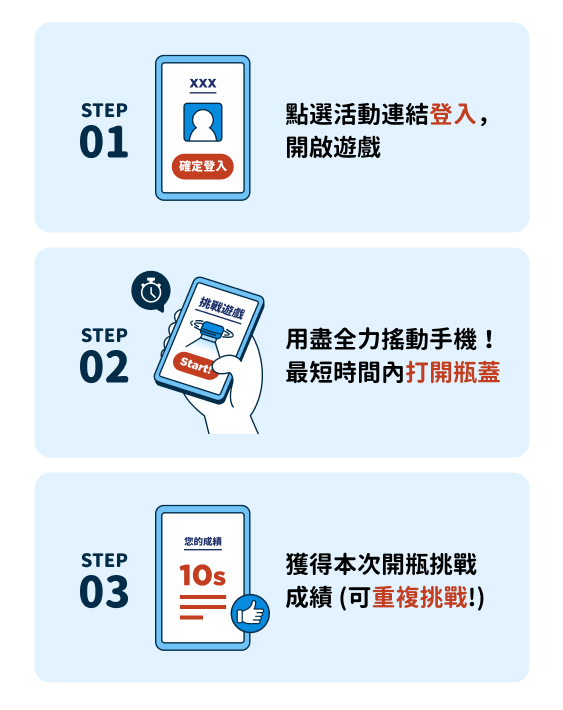 STEP
01
XXX
確定登入
點選活動連結登入，
開啟遊戲
STEP
02
挑戰遊戲
Start!
用盡全力搖動手機！
最短時間內打開瓶蓋
STEP
03
您的成績
10s
獲得本次開瓶挑戰
成績 (可重複挑戰!)